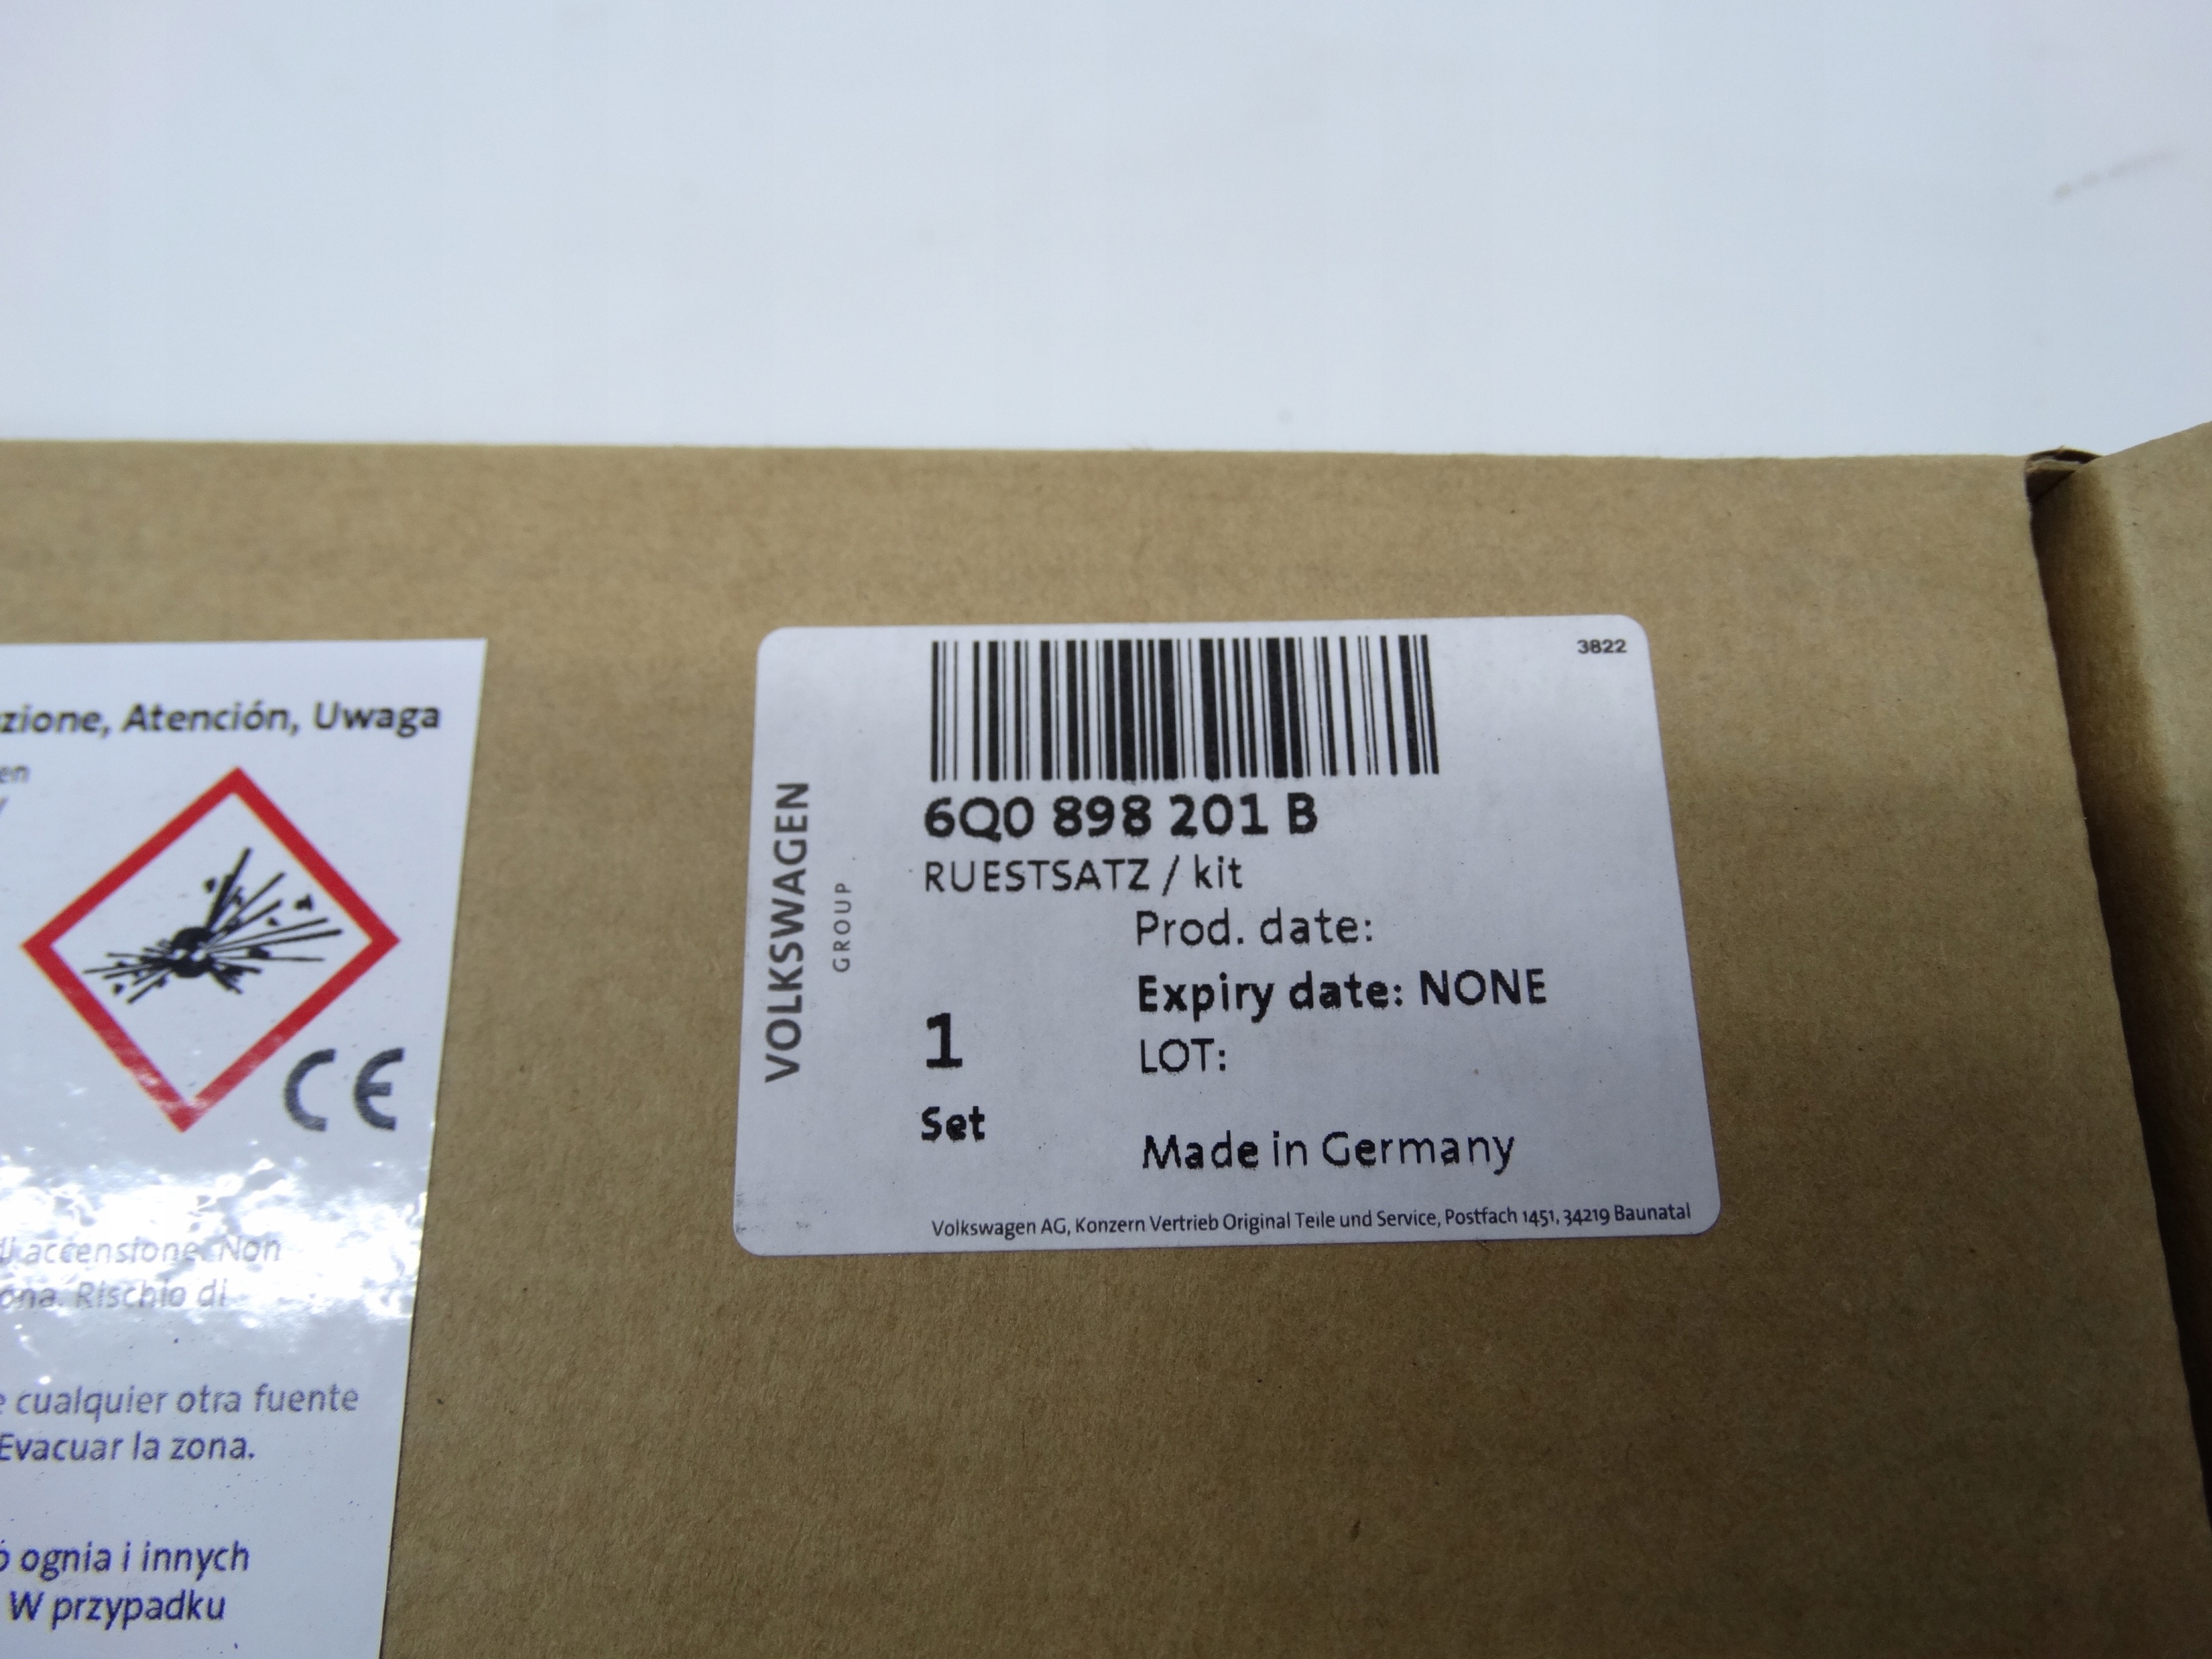 zione, Atención, Uwaga
en
CE
di accensione. Non
ona. Rischio di
e cualquier otra fuente
Evacuar la zona.
ó ognia i innych
W przypadku
VOLKSWAGEN
GROUP
3822
6Q0 898 201 B
RUESTSATZ / kit
Prod. date:
Expiry date: NONE
1
LOT:
Set
Made in Germany
Volkswagen AG, Konzern Vertrieb Original Teile und Service, Postfach 1451, 34219 Baunatal